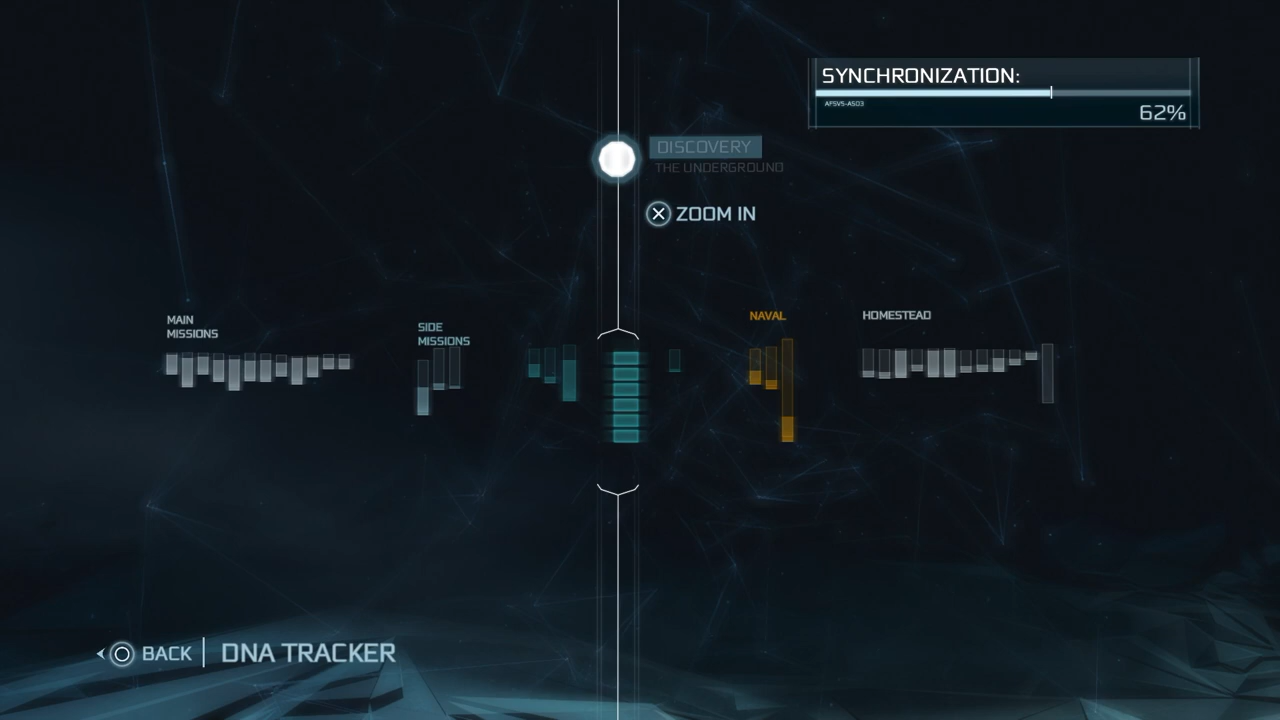 SYNCHRONIZATION:
AFSV5-AS03
62%
DISCOVERY
THE UNDERGROUND
ZOOM IN
MAIN
MISSIONS
SIDE
MISSIONS
NAVAL
HOMESTEAD
BACK
DNA TRACKER